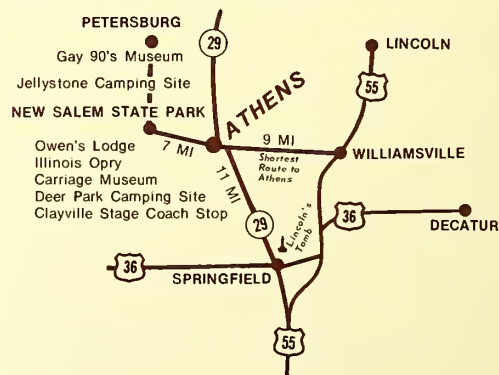 PETERSBURG
Gay 90's Museum
Jellystone Camping Site
NEW SALEM STATE PARK
Owen's Lodge
Illinois Opry
Carriage Museum
Deer Park Camping Site
Clayville Stage Coach Stop
29
ATHENS
7 MI
9 MI
Shortest
Route to
Athens
11 MI
LINCOLN
55
WILLIAMSVILLE
29
Lincoln's
Tomb
36
DECATUR
36
SPRINGFIELD
55